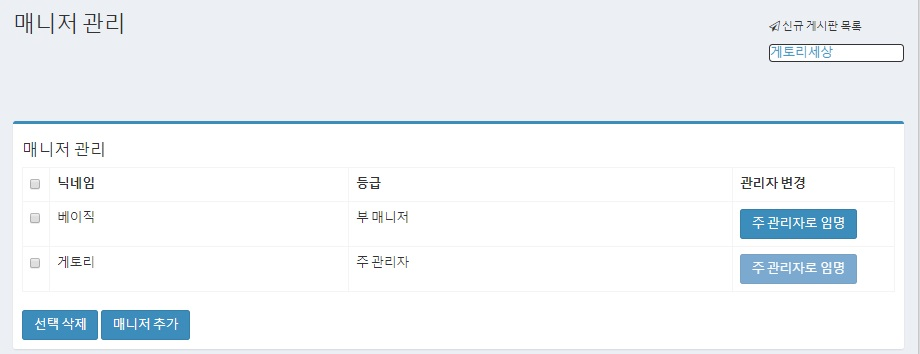 매니저 관리
신규 게시판 목록
게토리세상
매니저 관리
닉네임 등급 관리자 변경
베이직 부 매니저 주 관리자로 임명
게토리 주 관리자 주 관리자로 임명
선택 삭제 매니저 추가